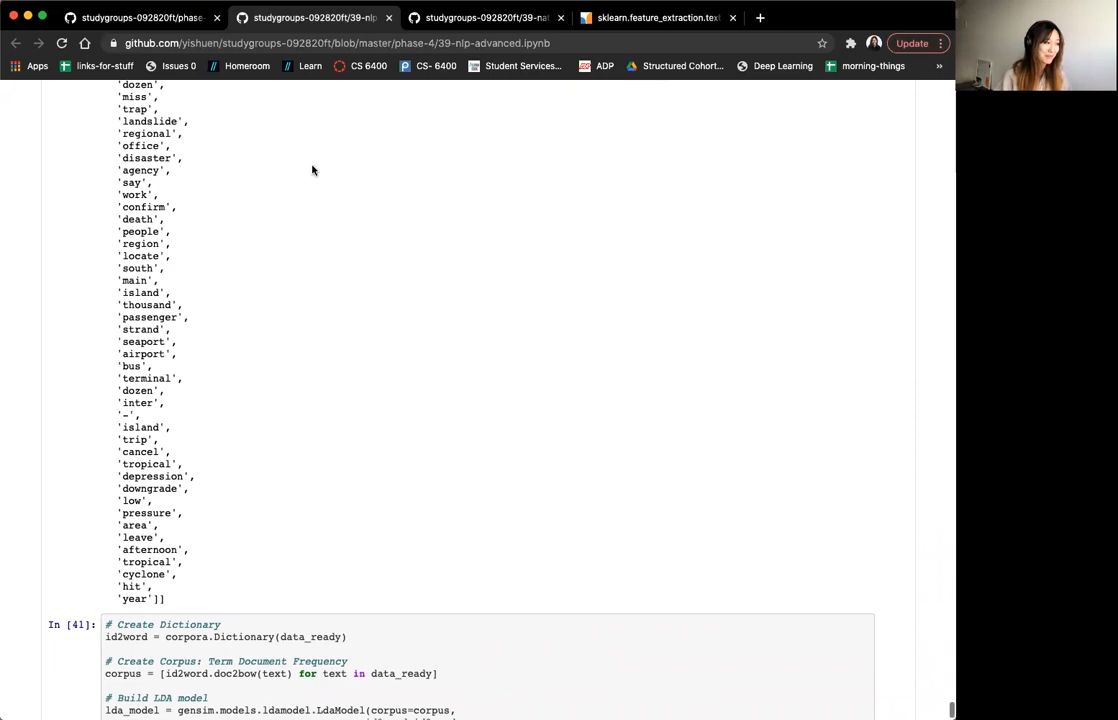 studygroups-092820ft/phase-
studygroups-092820ft/39-nlp
studygroups-092820ft/39-nat
sklearn.feature_extraction.text
github.com/yishuen/studygroups-092820ft/blob/master/phase-4/39-nlp-advanced.ipynb
Update
Apps
links-for-stuff
Issues 0
Homeroom
CS 6400
Learn
CS- 6400
Student Services...
ADP
Structured Cohort...
Deep Learning
morning-things
»
'dozen',
'miss',
'trap',
'landslide',
'regional',
'office',
'disaster',
'agency',
'say',
'work',
'confirm',
'death',
'people',
'region',
'locate',
'south',
'main',
'island',
'thousand',
'passenger',
'strand',
'seaport',
'airport',
'bus',
'terminal',
'dozen',
'inter',
'-',
'island',
'trip',
'cancel',
'tropical',
'depression',
'downgrade',
'low',
'pressure',
'area',
'leave',
'afternoon',
'tropical',
'cyclone',
'hit',
'year']]
In [41]:
# Create Dictionary
id2word = corpora.Dictionary(data_ready)
# Create Corpus: Term Document Frequency
corpus = [id2word.doc2bow(text) for text in data_ready]
# Build LDA model
lda_model = gensim.models.ldamodel.LdaModel(corpus=corpus,